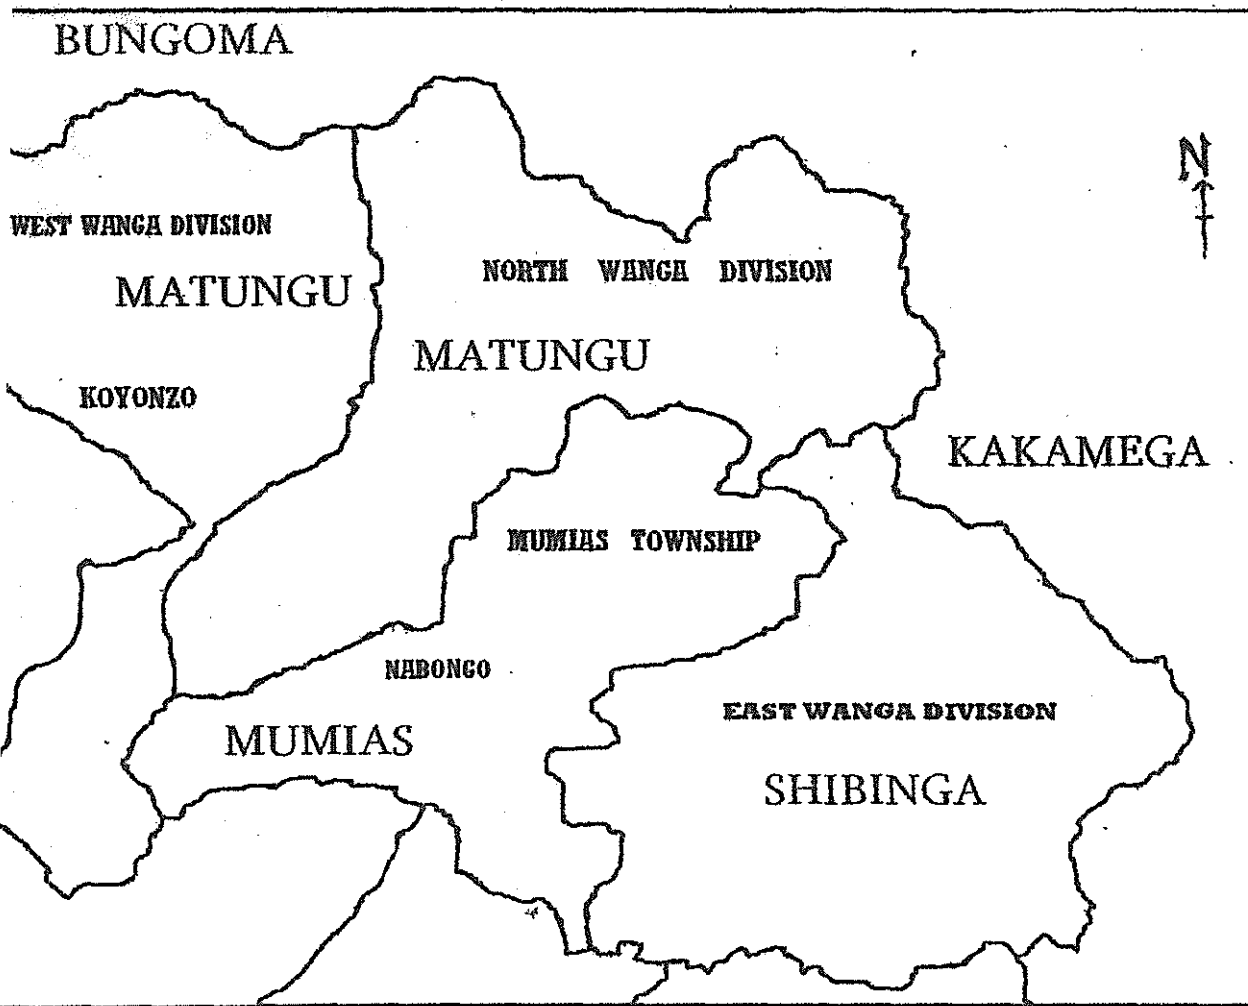 BUNGOMA
N
WEST WANGA DIVISION
MATUNGU
NORTH WANGA DIVISION
MATUNGU
KOYONZO
KAKAMEGA
MUMIAS TOWNSHIP
NABONGO
EAST WANGA DIVISION
MUMIAS
SHIBINGA